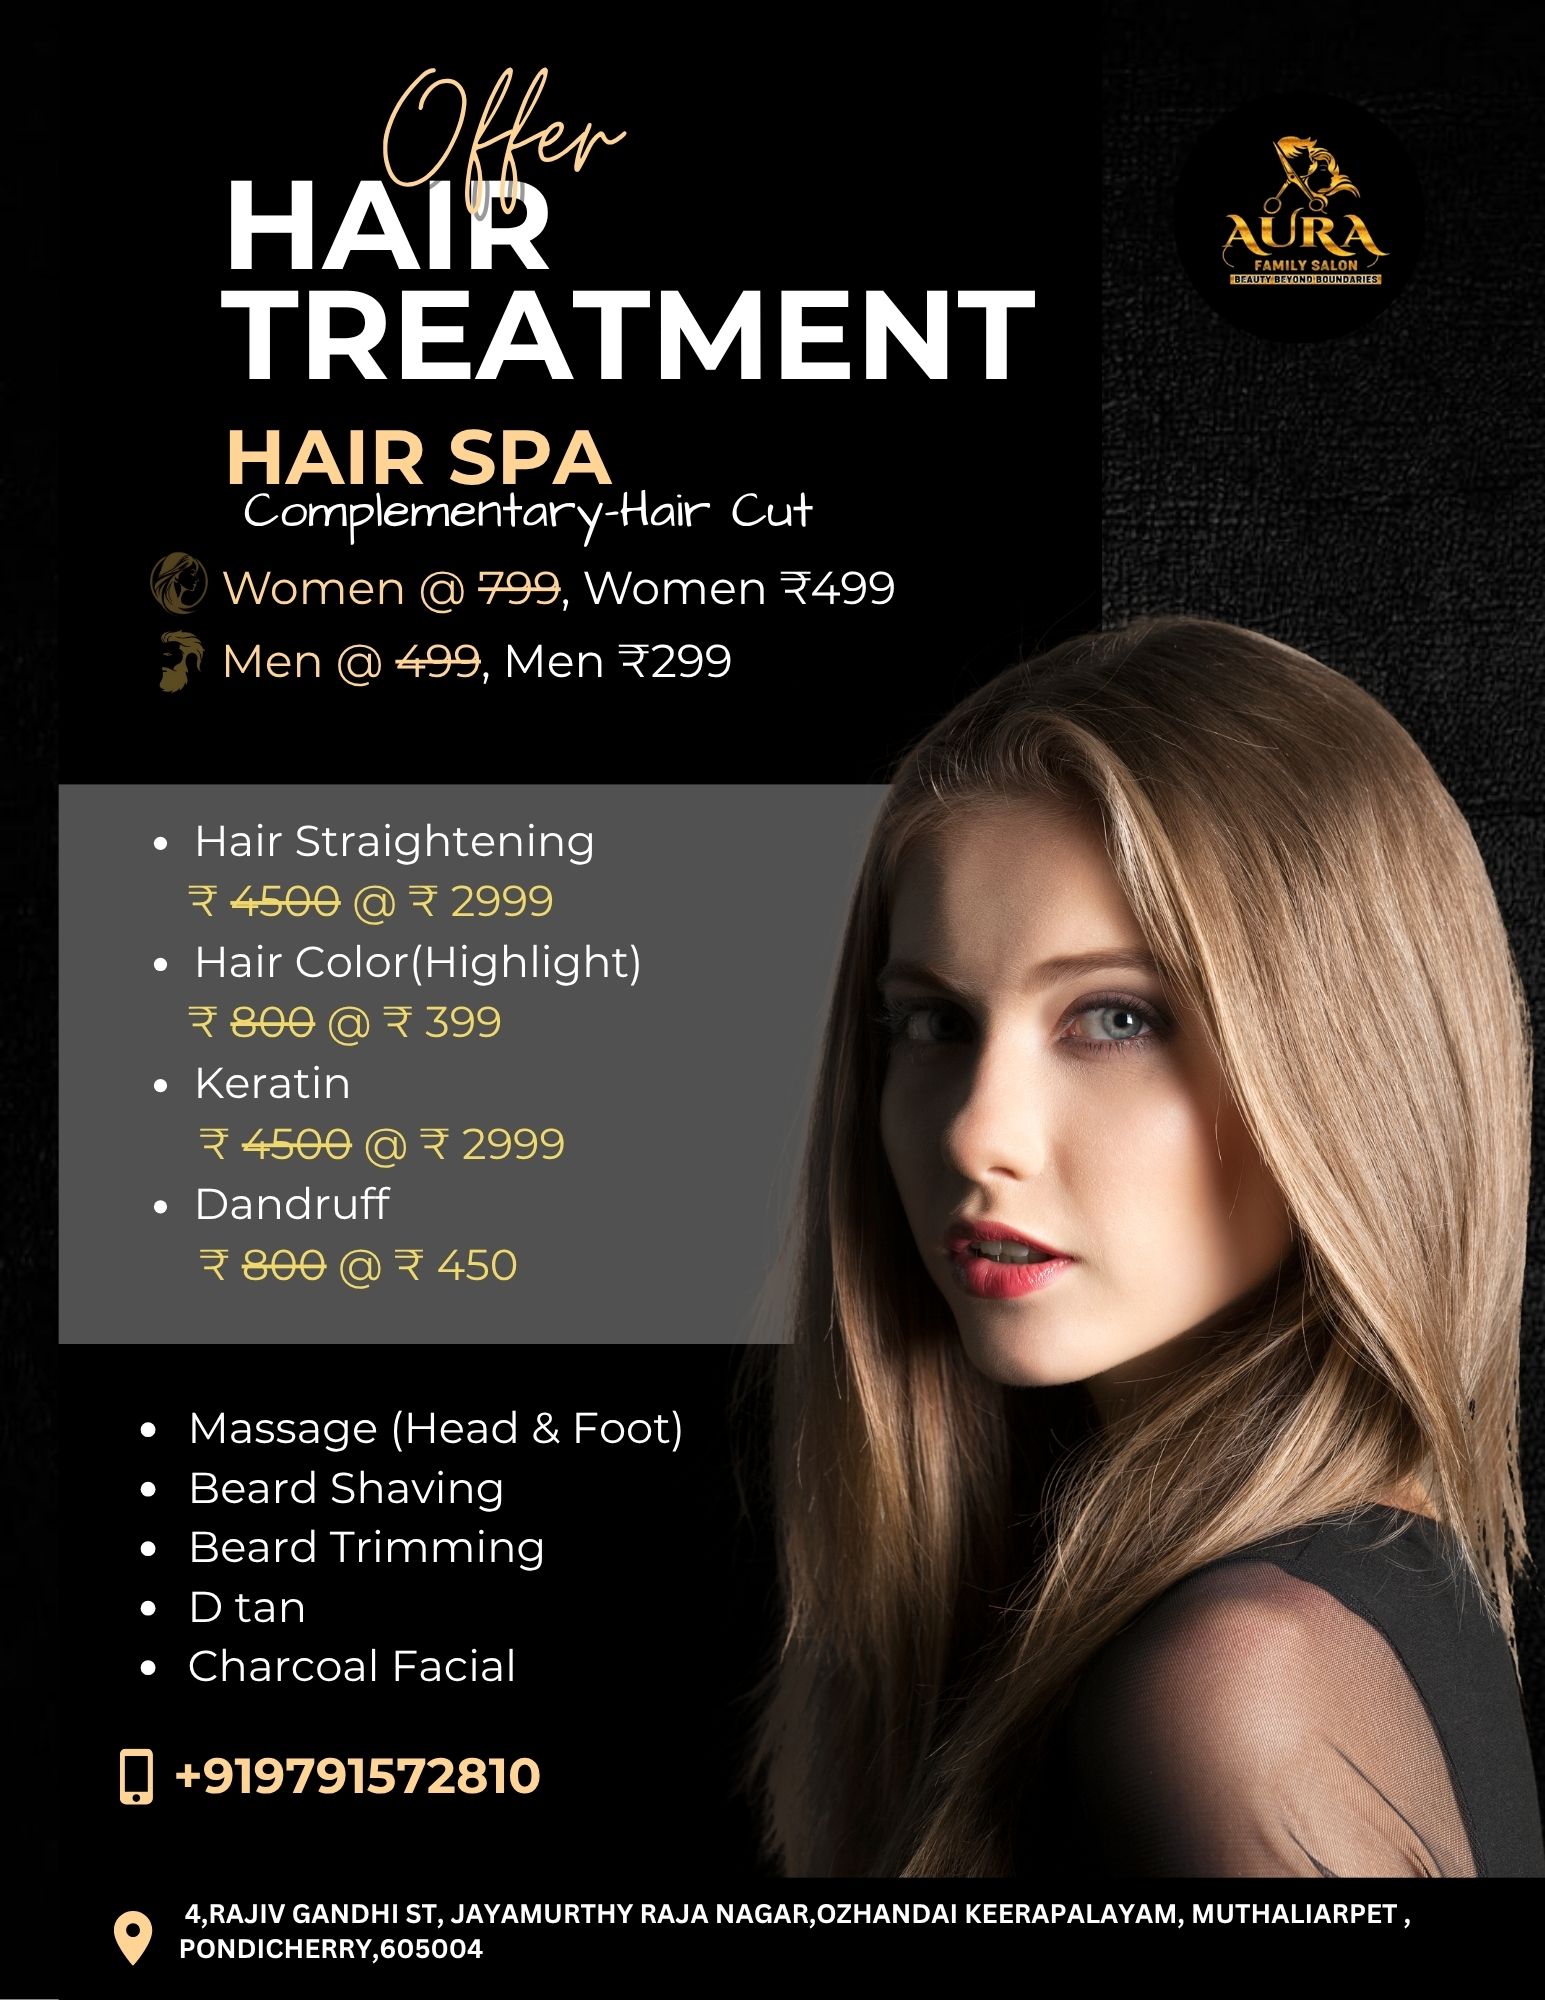 Offer
HAIR
TREATMENT
AURA
FAMILY SALON
BEAUTY BEYOND BOUNDARIES
HAIR SPA
Complementary-Hair Cut
Women @ 799, Women ₹499
Men @ 499, Men ₹299
• Hair Straightening
₹ 4500 @ ₹ 2999
• Hair Color(Highlight)
₹ 800 @ ₹ 399
• Keratin
₹ 4500 @ ₹ 2999
• Dandruff
₹ 800 @ ₹ 450
• Massage (Head & Foot)
• Beard Shaving
• Beard Trimming
• D tan
• Charcoal Facial
+919791572810
4,RAJIV GANDHI ST, JAYAMURTHY RAJA NAGAR,OZHANDAI KEERAPALAYAM, MUTHALIARPET ,
PONDICHERRY,605004